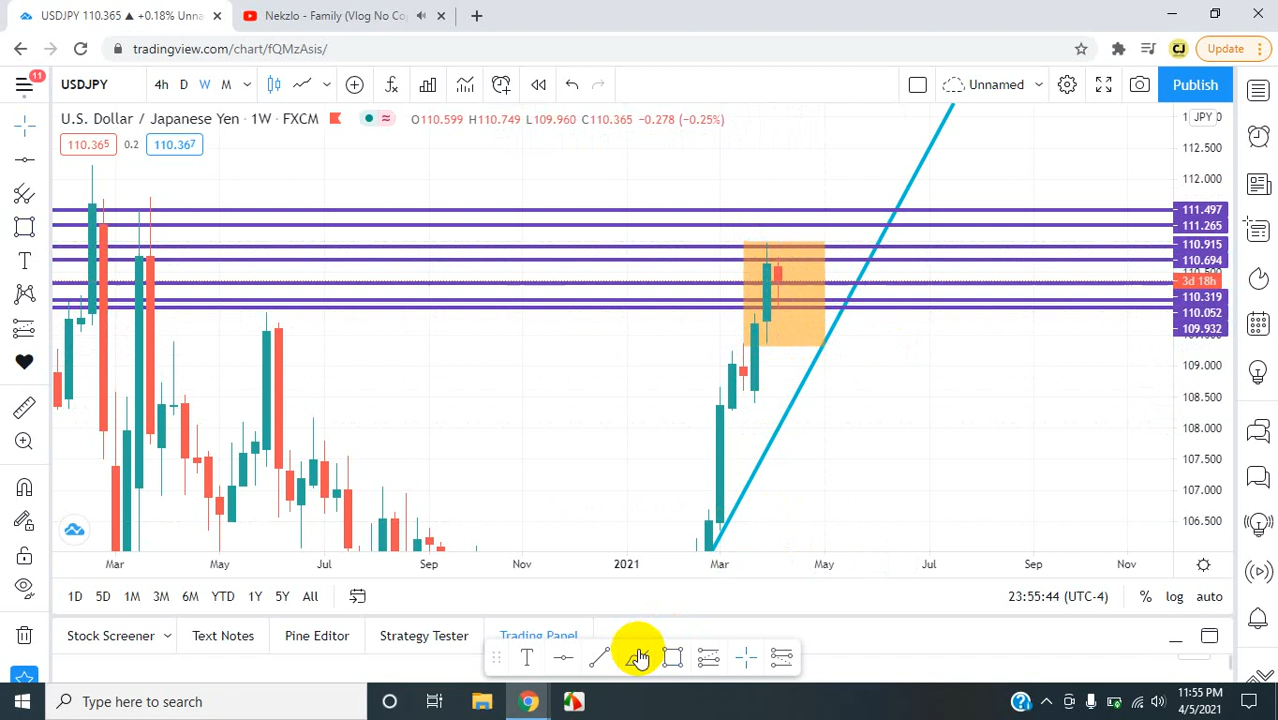 USDJPY 110.365 ▲ +0.18% Unna
Nekzlo - Family (Vlog No Co
tradingview.com/chart/fQMzAsis/
CJ
Update
11
USDJPY
4h D W M
Unnamed
Publish
U.S. Dollar / Japanese Yen · 1W · FXCM
O110.599 H110.749 L109.960 C110.365 −0.278 (−0.25%)
JPY
110.365 0.2 110.367
112.500
112.000
111.497
111.265
110.915
110.694
3d 18h
110.319
110.052
109.932
109.000
108.500
108.000
107.500
107.000
106.500
Mar May Jul Sep Nov 2021 Mar May Jul Sep Nov
1D 5D 1M 3M 6M YTD 1Y 5Y All
23:55:44 (UTC-4) % log auto
Stock Screener Text Notes Pine Editor Strategy Tester Trading Panel
T
Type here to search
11:55 PM
4/5/2021